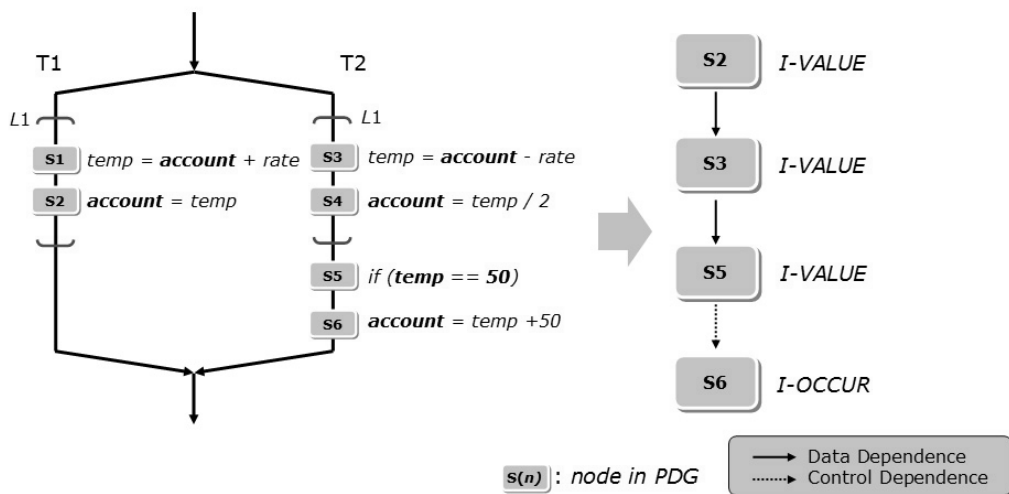 T1
T2
L1
L1
S1 temp = account + rate
S2 account = temp
S3 temp = account - rate
S4 account = temp / 2
S5 if (temp == 50)
S6 account = temp +50
S2 I-VALUE
S3 I-VALUE
S5 I-VALUE
S6 I-OCCUR
S(n) : node in PDG
Data Dependence
Control Dependence